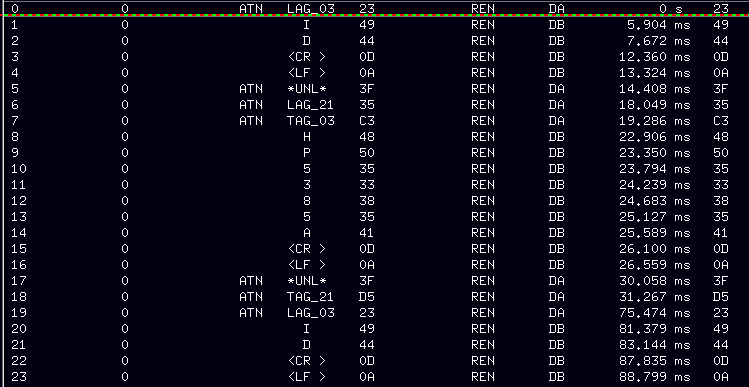 0 0 ATN LAG_03 23 REN DA 0 s 23
1 0 I 49 REN DB 5.904 ms 49
2 0 D 44 REN DB 7.672 ms 44
3 0 <CR > 0D REN DB 12.360 ms 0D
4 0 <LF > 0A REN DB 13.324 ms 0A
5 0 ATN *UNL* 3F REN DA 14.408 ms 3F
6 0 ATN LAG_21 35 REN DA 18.049 ms 35
7 0 ATN TAG_03 C3 REN DA 19.286 ms C3
8 0 H 48 REN DB 22.906 ms 48
9 0 P 50 REN DB 23.350 ms 50
10 0 5 35 REN DB 23.794 ms 35
11 0 3 33 REN DB 24.239 ms 33
12 0 8 38 REN DB 24.683 ms 38
13 0 5 35 REN DB 25.127 ms 35
14 0 A 41 REN DB 25.589 ms 41
15 0 <CR > 0D REN DB 26.100 ms 0D
16 0 <LF > 0A REN DB 26.559 ms 0A
17 0 ATN *UNL* 3F REN DA 30.058 ms 3F
18 0 ATN TAG_21 D5 REN DA 31.267 ms D5
19 0 ATN LAG_03 23 REN DA 75.474 ms 23
20 0 I 49 REN DB 81.379 ms 49
21 0 D 44 REN DB 83.144 ms 44
22 0 <CR > 0D REN DB 87.835 ms 0D
23 0 <LF > 0A REN DB 88.799 ms 0A